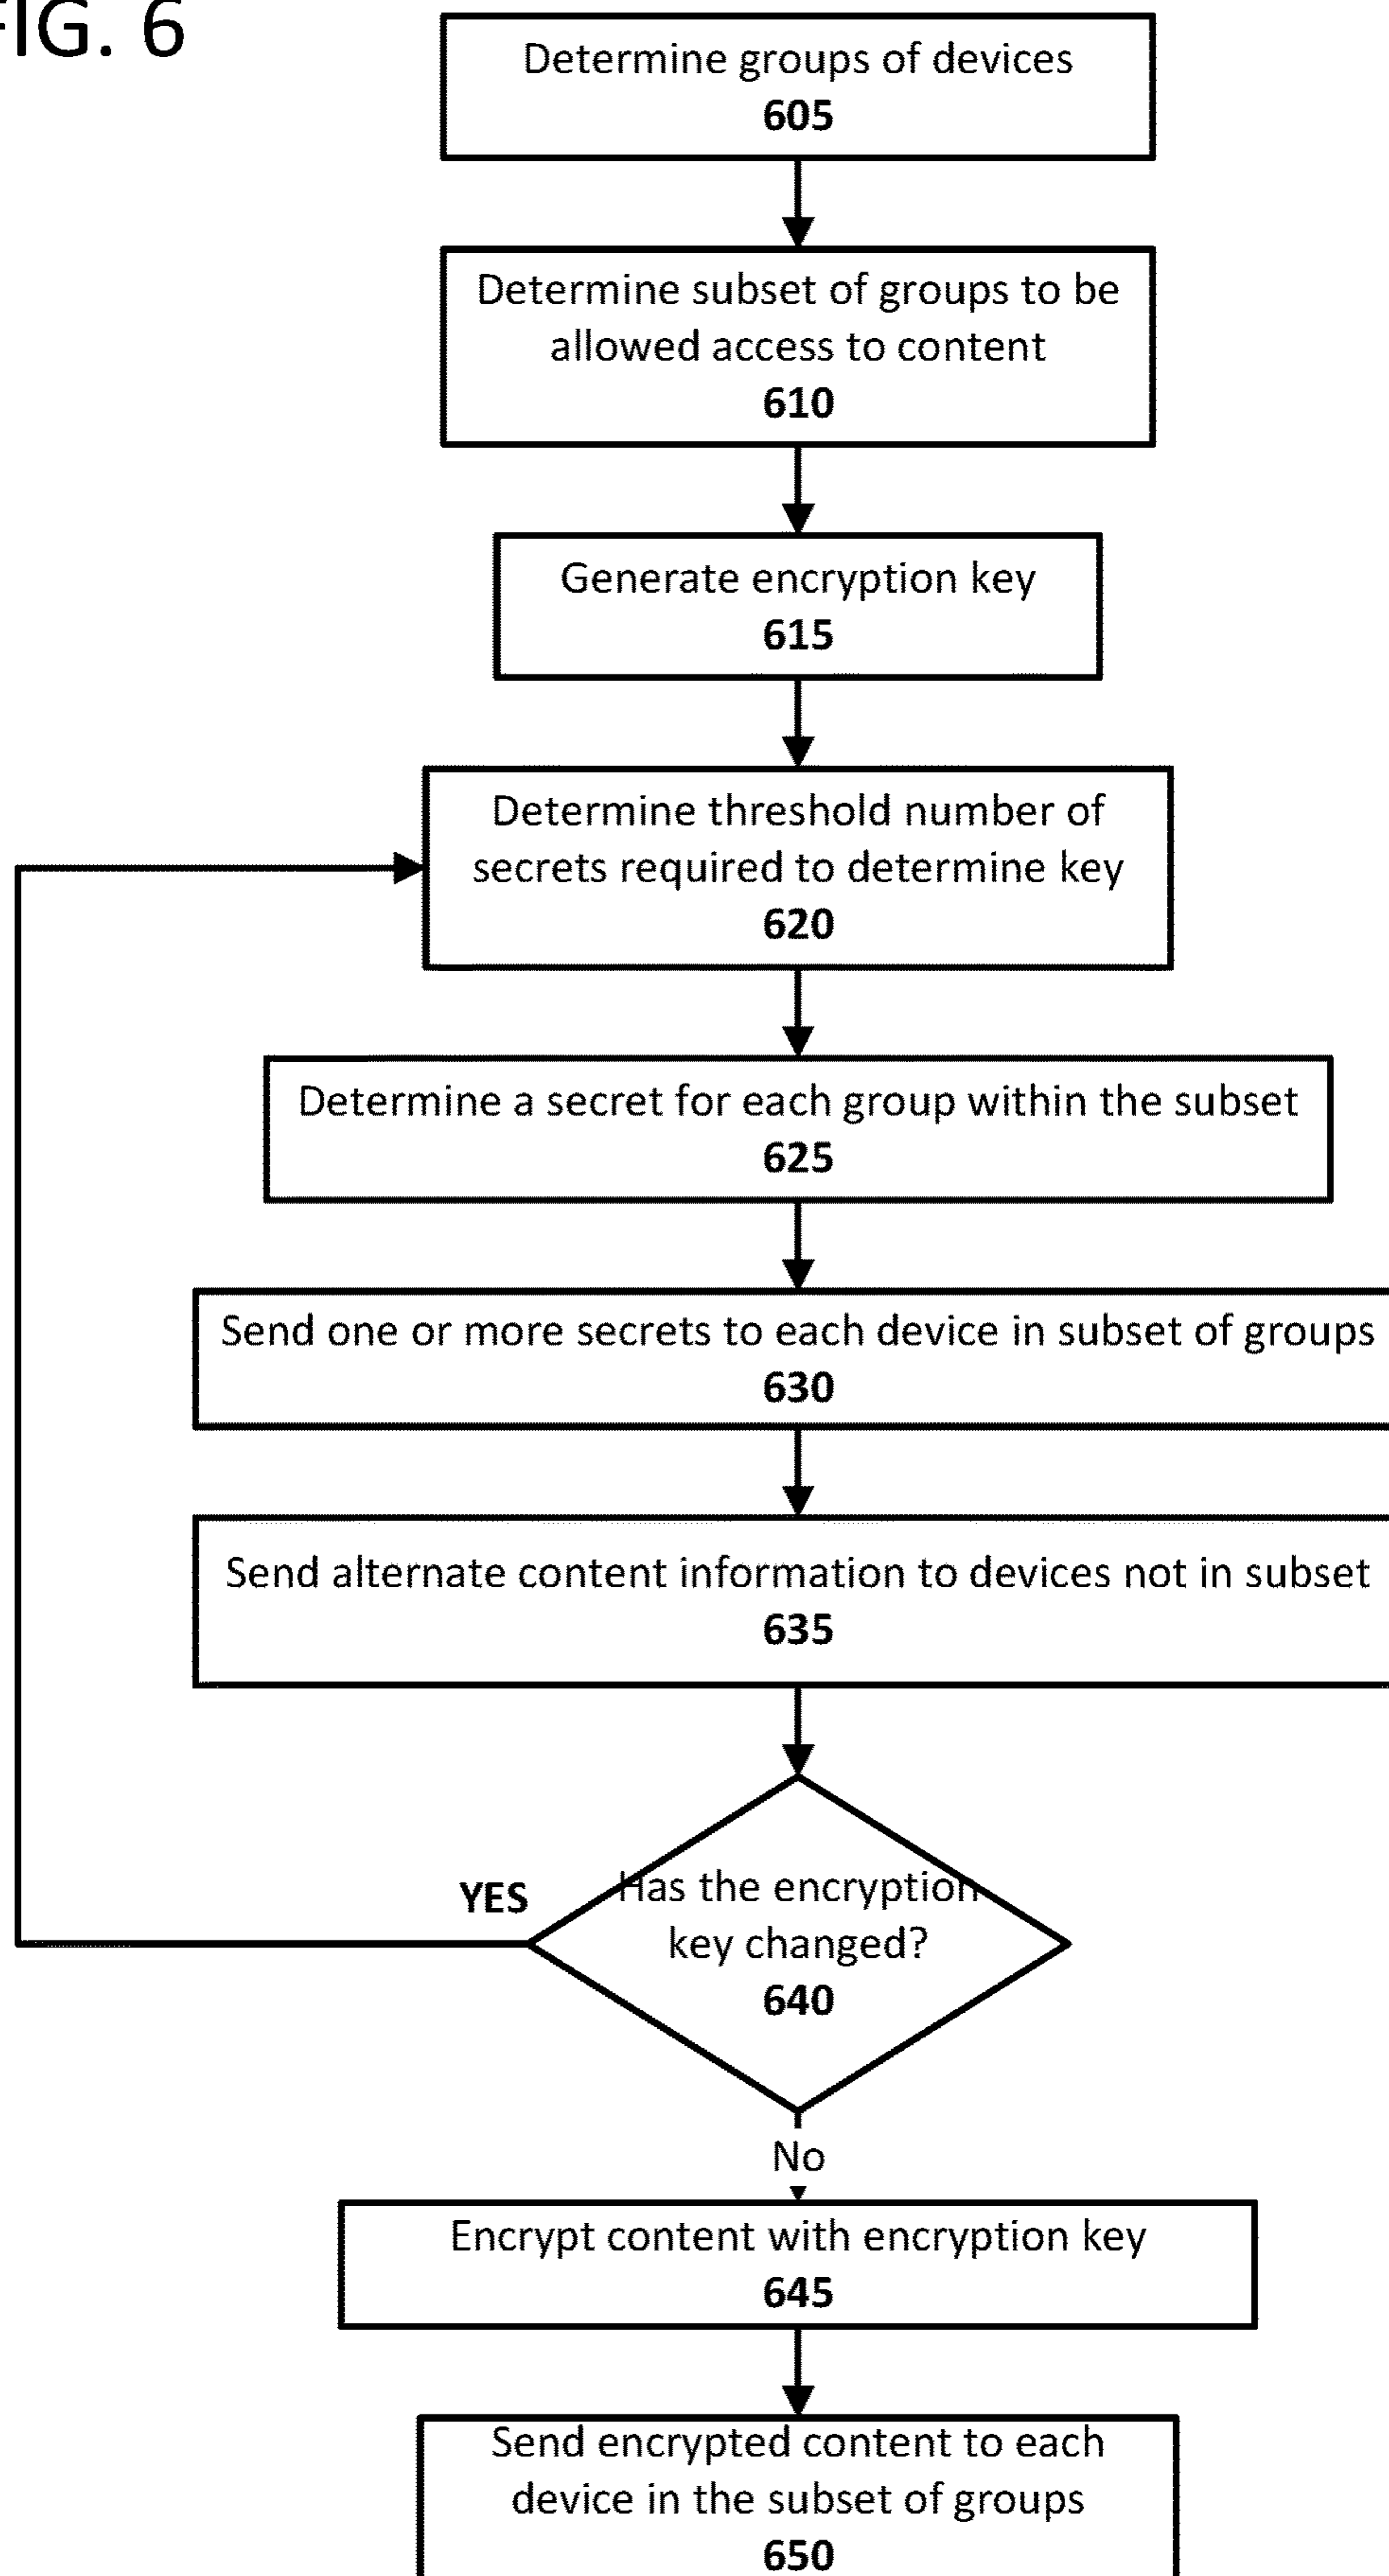 FIG. 6
Determine groups of devices
605
Determine subset of groups to be
allowed access to content
610
Generate encryption key
615
Determine threshold number of
secrets required to determine key
620
Determine a secret for each group within the subset
625
Send one or more secrets to each device in subset of groups
630
Send alternate content information to devices not in subset
635
YES
Has the encryption
key changed?
640
No
Encrypt content with encryption key
645
Send encrypted content to each
device in the subset of groups
650